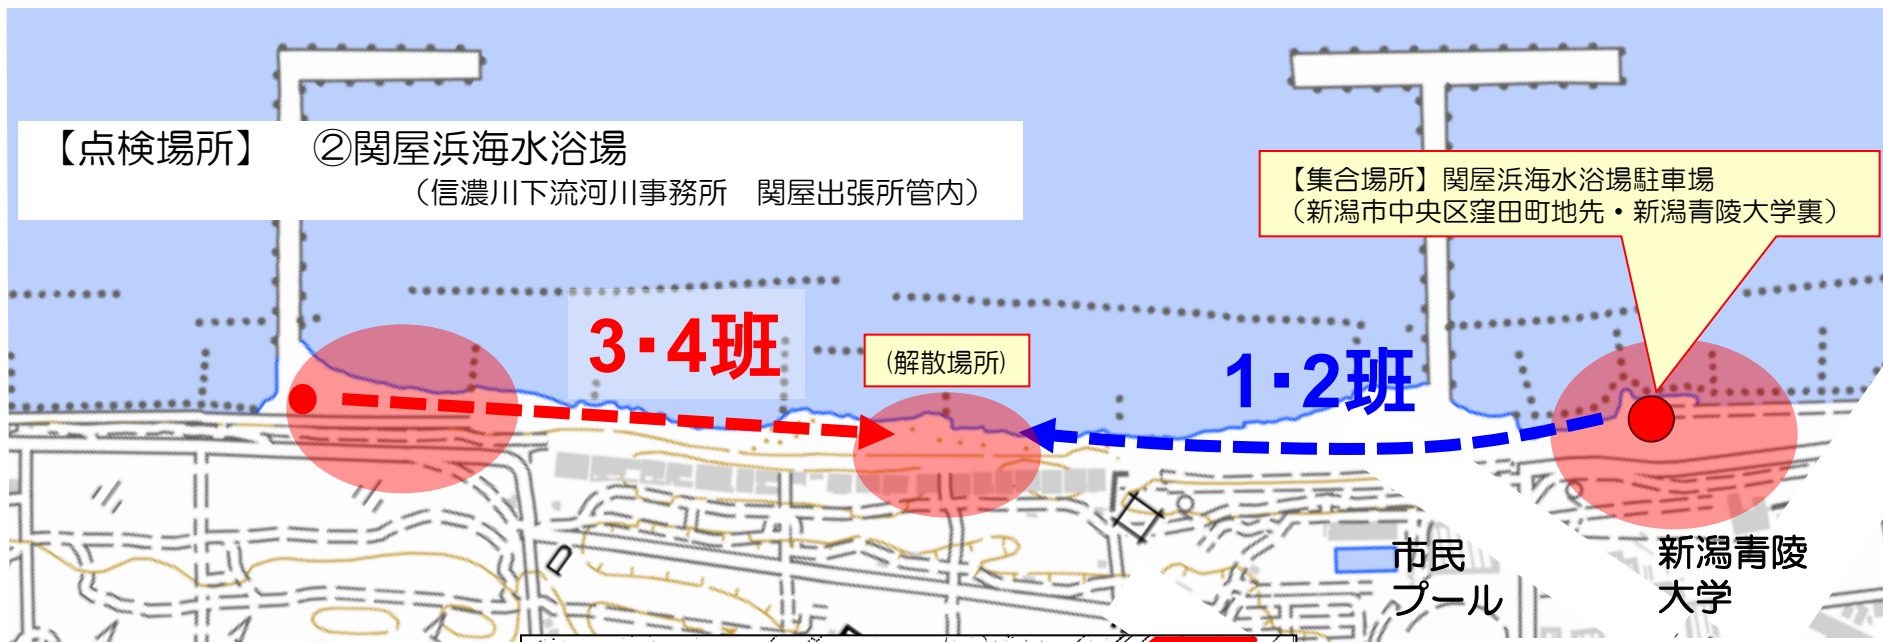 【点検場所】　②関屋浜海水浴場
（信濃川下流河川事務所　関屋出張所管内）
【集合場所】関屋浜海水浴場駐車場
（新潟市中央区窪田町地先・新潟青陵大学裏）
3・4班
(解散場所)
1・2班
市民
プール
新潟青陵
大学